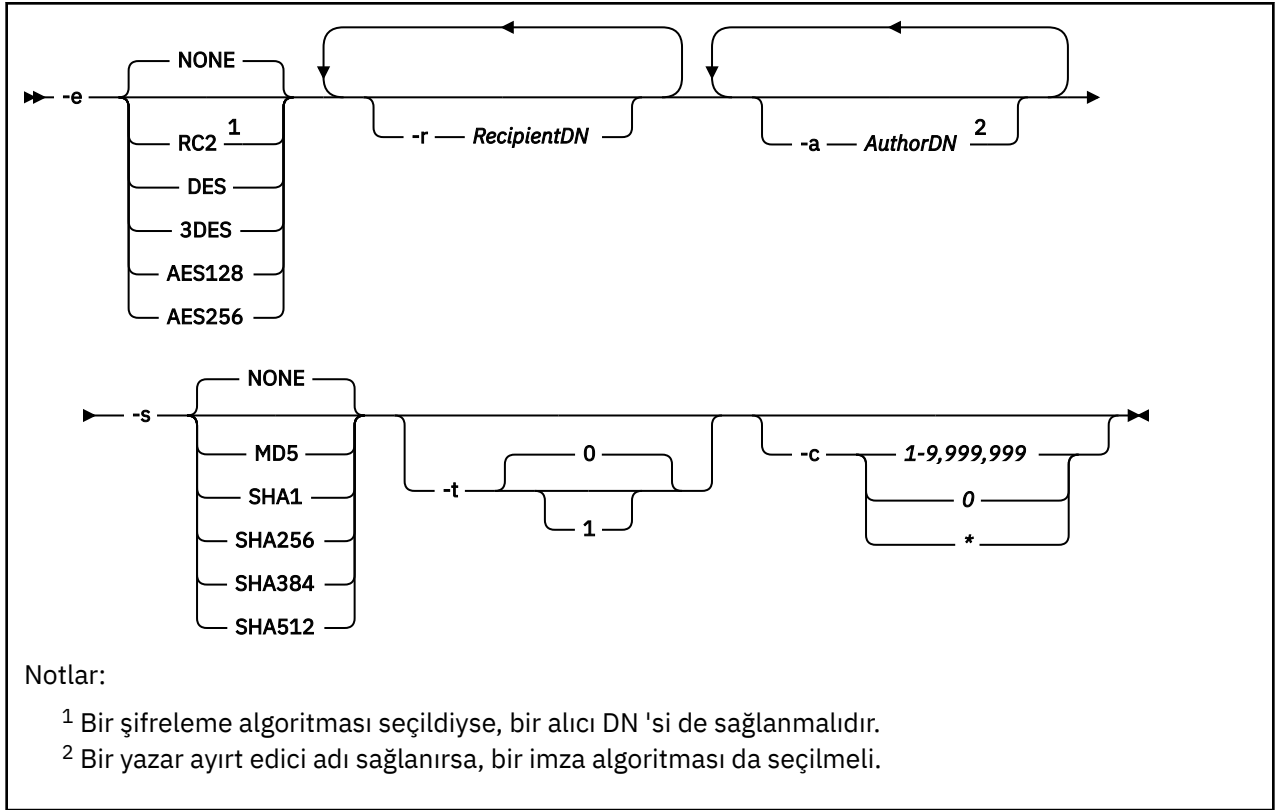 NONE
-e
RC2 1
DES
3DES
AES128
AES256
-r RecipientDN
-a AuthorDN 2
NONE
-s
MD5
SHA1
SHA256
SHA384
SHA512
0
-t
1
-c 1-9,999,999
0
*
Notlar:
1 Bir şifreleme algoritması seçildiyse, bir alıcı DN 'si de sağlanmalıdır.
2 Bir yazar ayırt edici adı sağlanırsa, bir imza algoritması da seçilmeli.